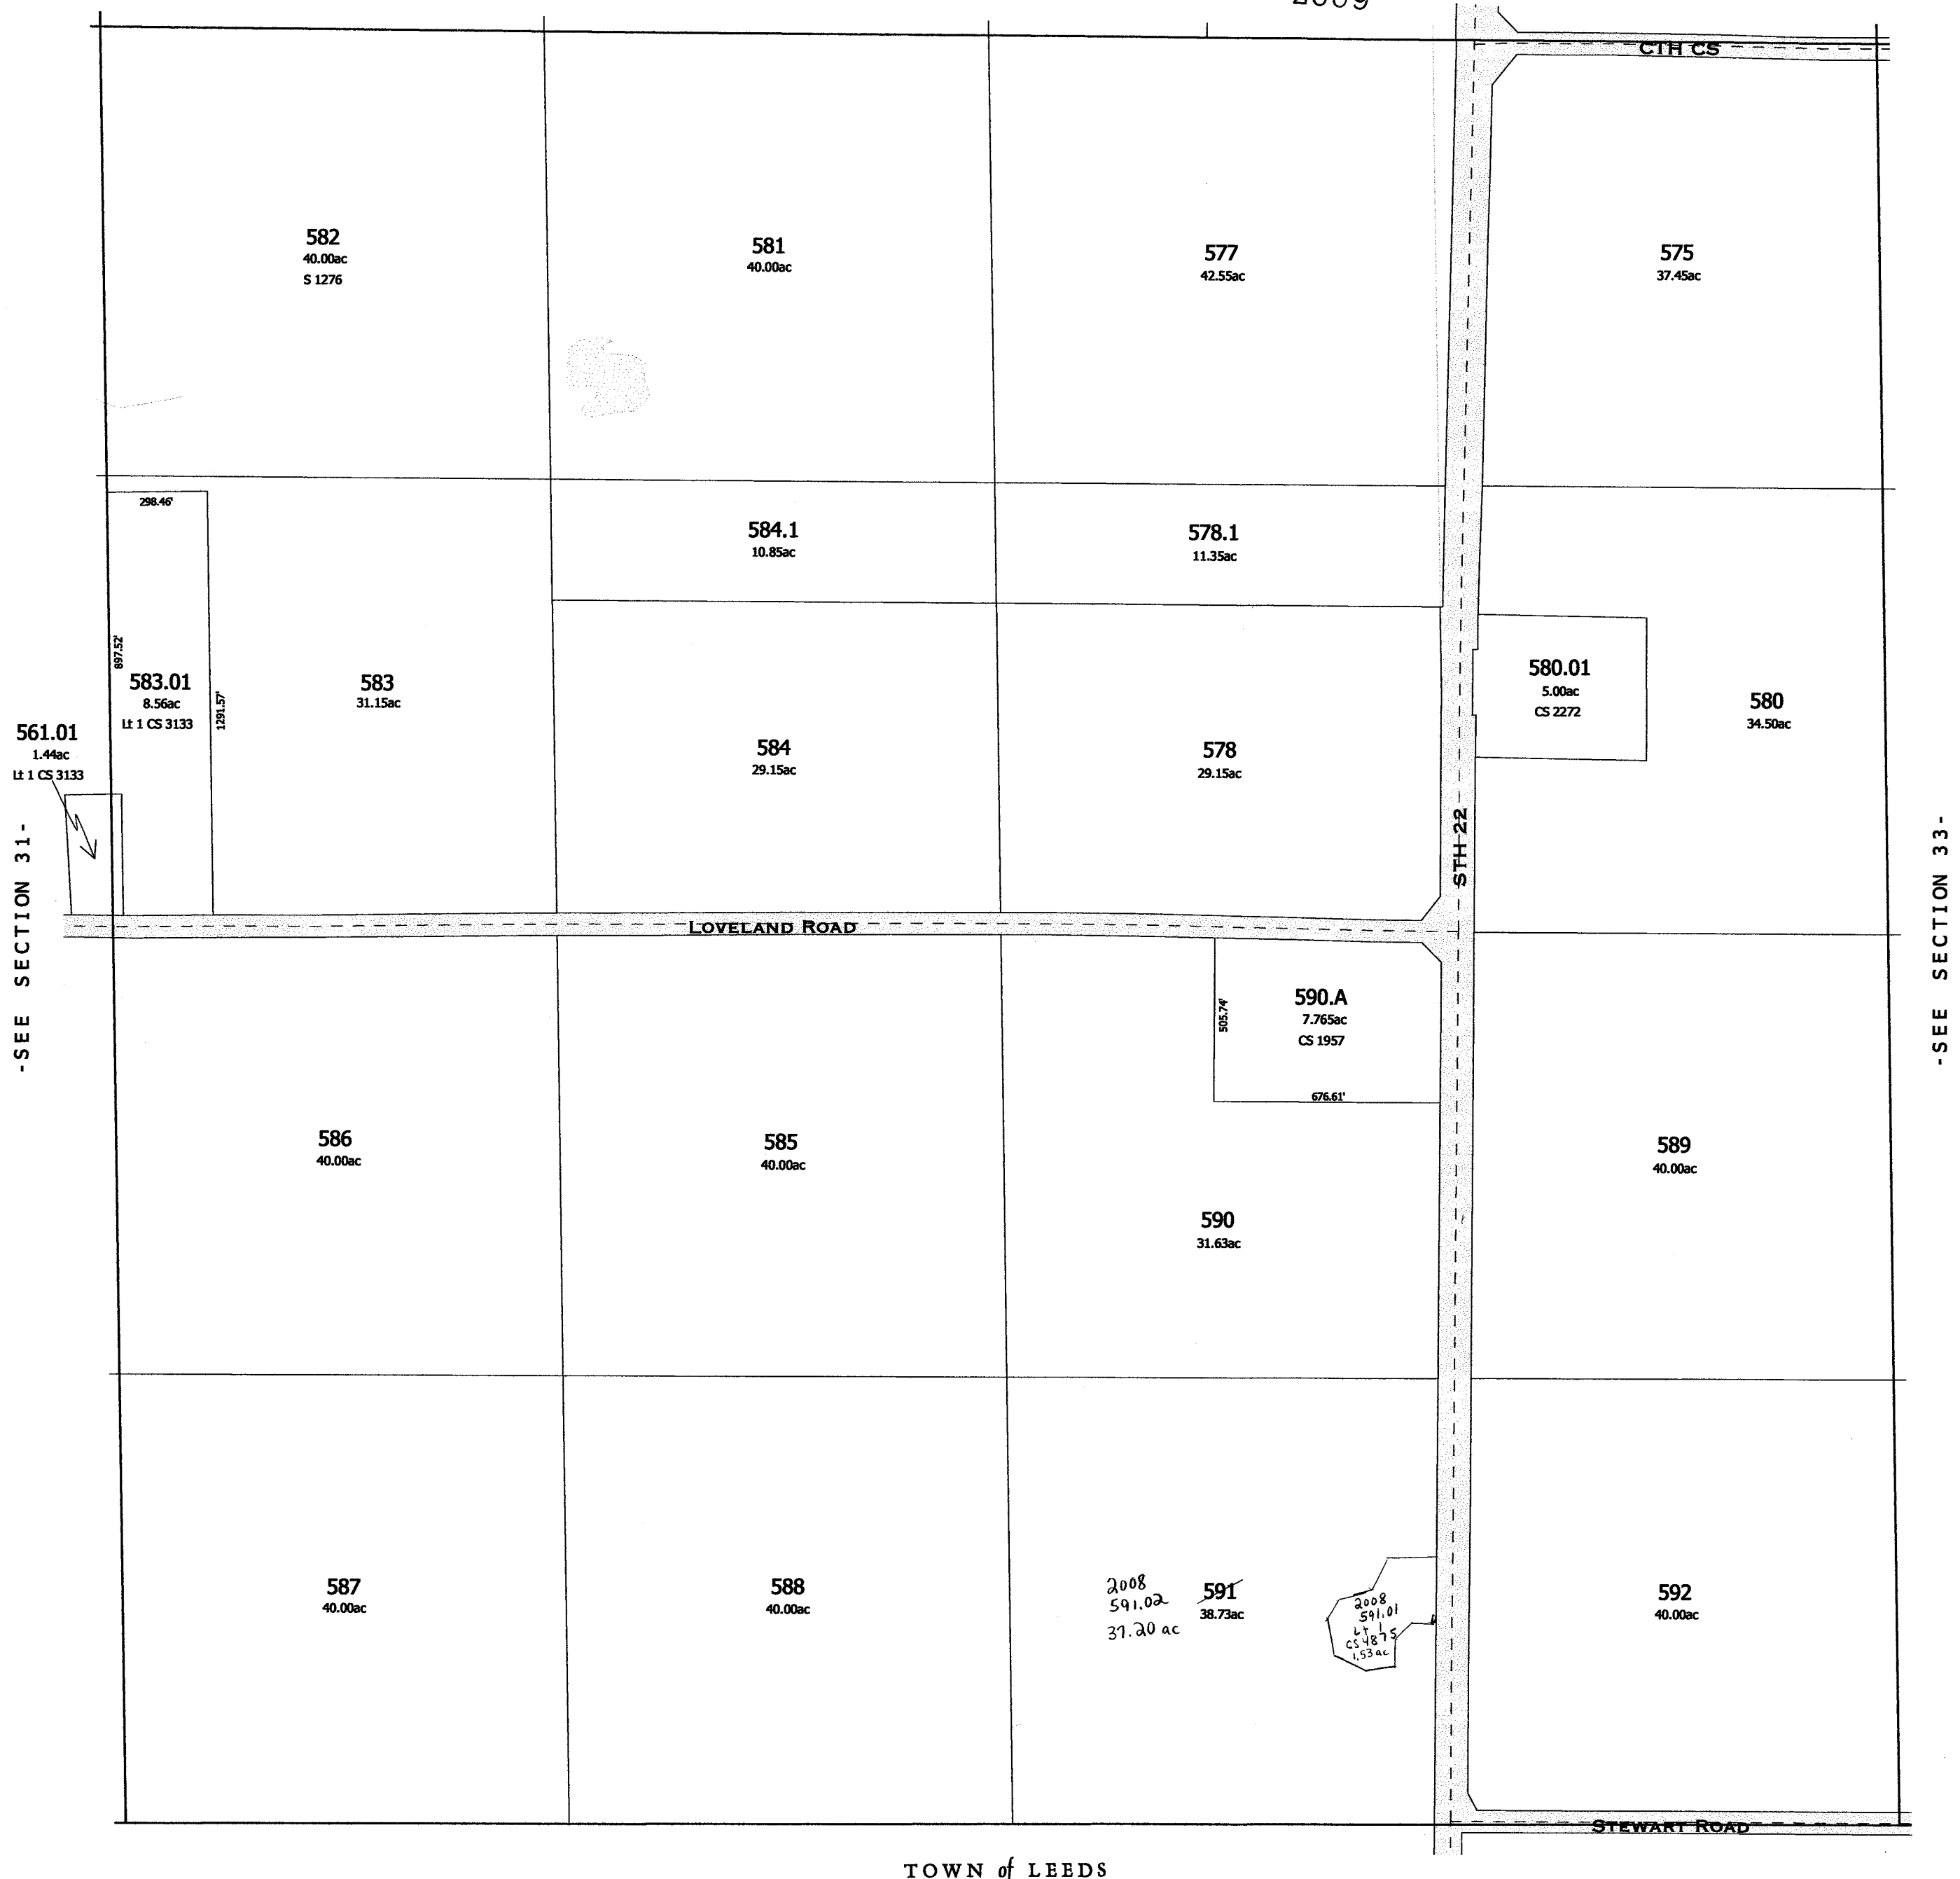 2009
CTH CS
582
40.00ac
S 1276
581
40.00ac
577
42.55ac
575
37.45ac
298.46'
584.1
10.85ac
578.1
11.35ac
897.52'
583.01
8.56ac
Lt 1 CS 3133
1291.57'
583
31.15ac
580.01
5.00ac
CS 2272
580
34.50ac
561.01
1.44ac
Lt 1 CS 3133
584
29.15ac
578
29.15ac
STH 22
-SEE SECTION 31-
-SEE SECTION 33-
LOVELAND ROAD
505.74'
590.A
7.765ac
CS 1957
676.61'
586
40.00ac
585
40.00ac
589
40.00ac
590
31.63ac
587
40.00ac
588
40.00ac
2008
591.02
37.20 ac
591
38.73ac
2008
591.01
Lt 1
CS 4875
1.53 ac
592
40.00ac
STEWART ROAD
TOWN of LEEDS